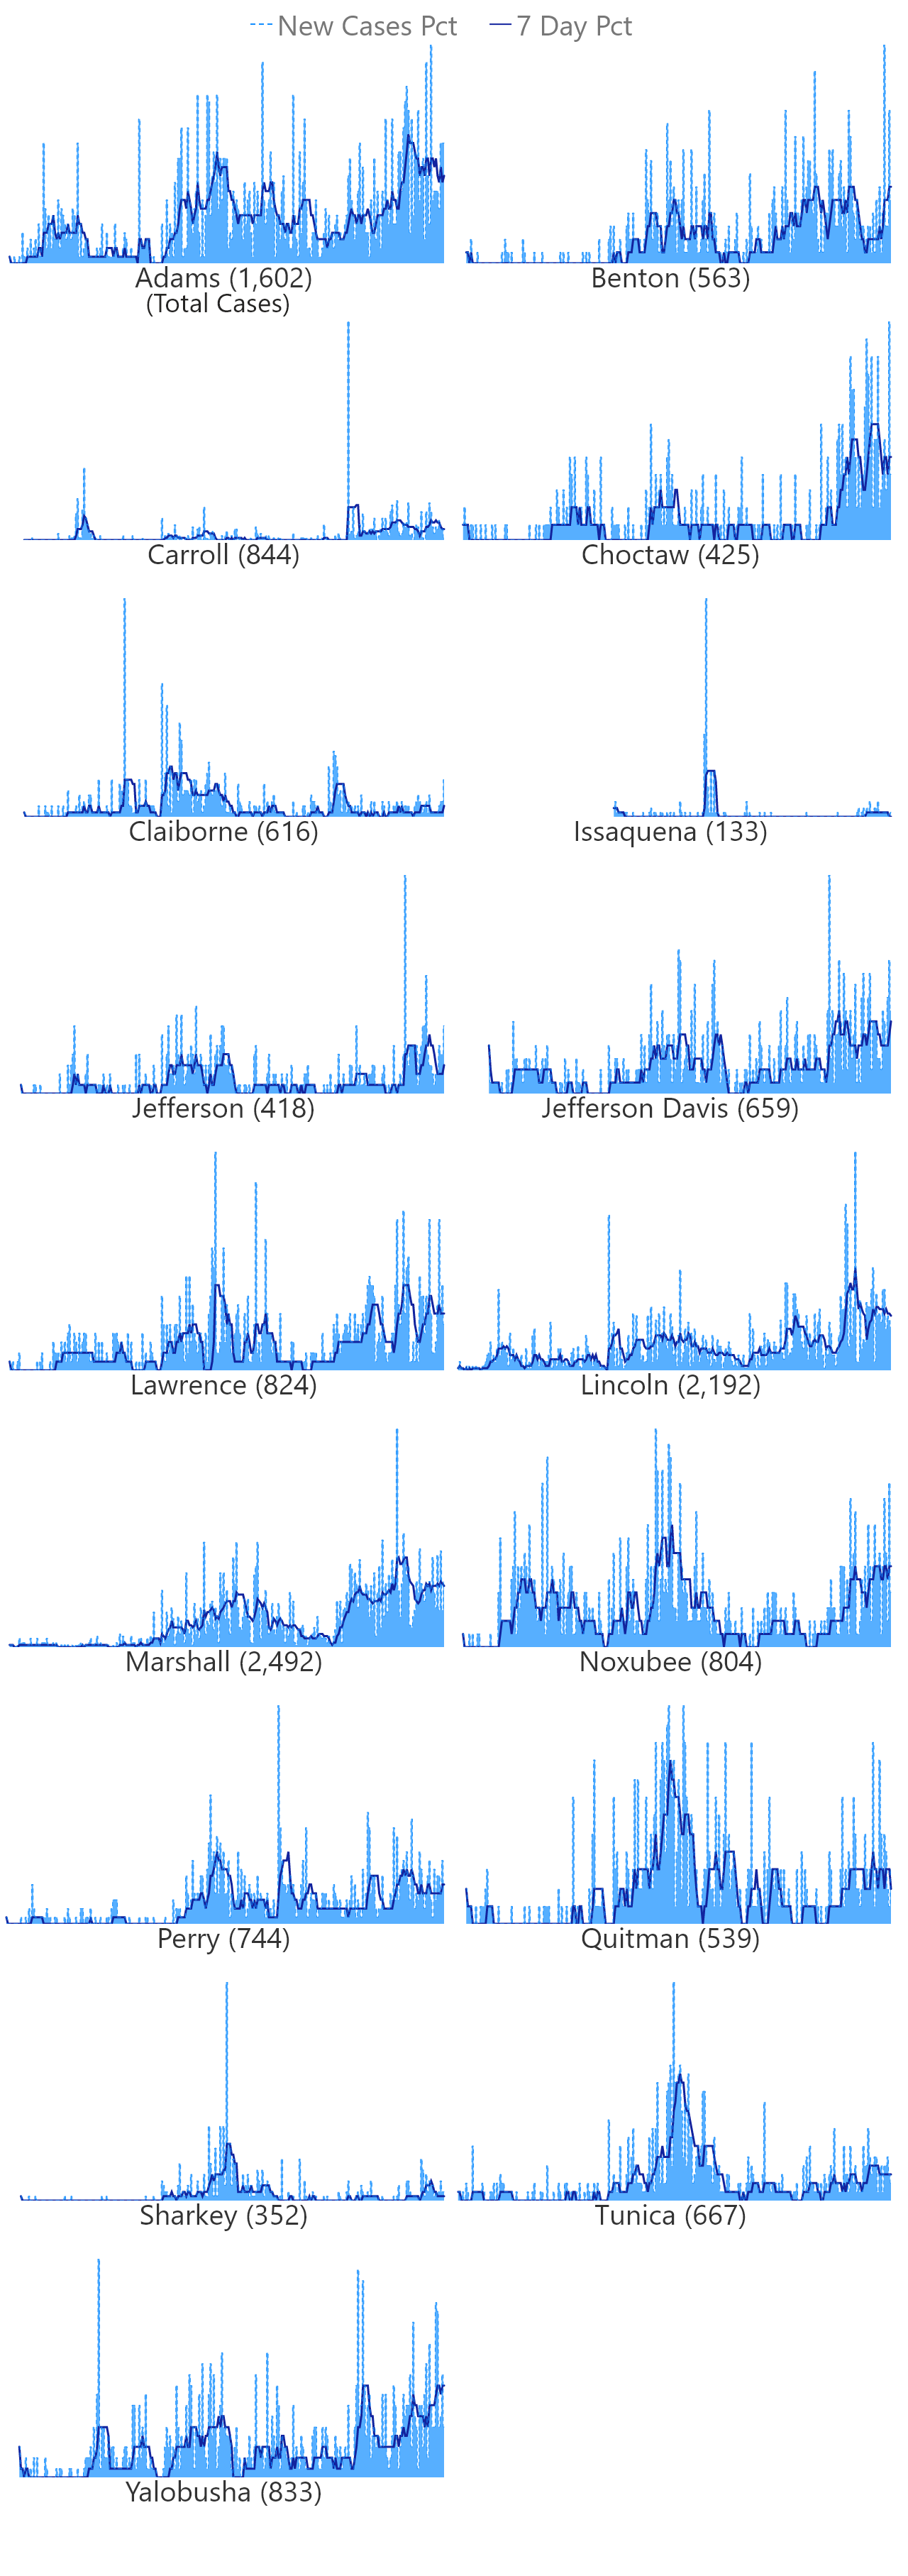 New Cases Pct 7 Day Pct
Adams (1,602)
(Total Cases)
Benton (563)
Carroll (844)
Choctaw (425)
Claiborne (616)
Issaquena (133)
Jefferson (418)
Jefferson Davis (659)
Lawrence (824)
Lincoln (2,192)
Marshall (2,492)
Noxubee (804)
Perry (744)
Quitman (539)
Sharkey (352)
Tunica (667)
Yalobusha (833)